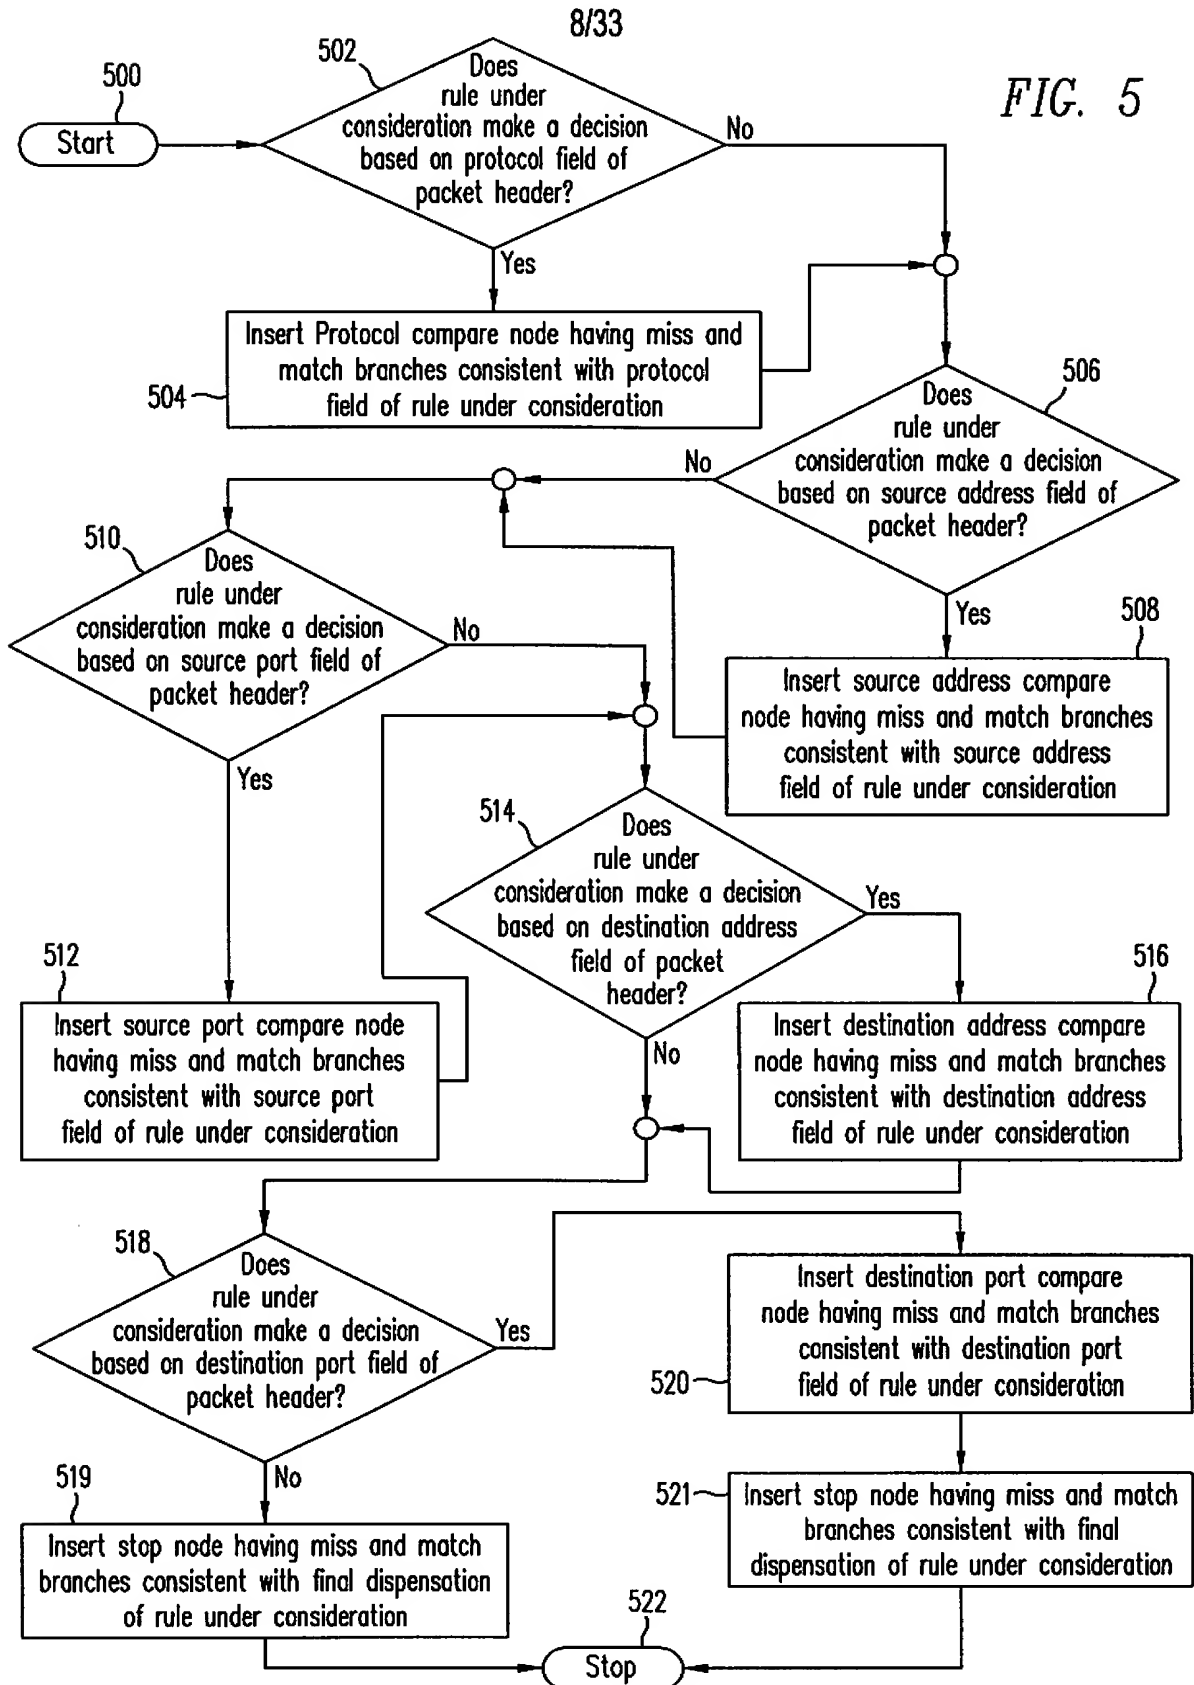 8/33
FIG. 5
500
Start
502
Does
rule under
consideration make a decision
based on protocol field of
packet header?
No
Yes
Insert Protocol compare node having miss and
match branches consistent with protocol
field of rule under consideration
504
506
Does
rule under
consideration make a decision
based on source address field of
packet header?
No
Yes
508
Insert source address compare
node having miss and match branches
consistent with source address
field of rule under consideration
510
Does
rule under
consideration make a decision
based on source port field of
packet header?
No
Yes
512
Insert source port compare node
having miss and match branches
consistent with source port
field of rule under consideration
514
Does
rule under
consideration make a decision
based on destination address
field of packet
header?
Yes
No
516
Insert destination address compare
node having miss and match branches
consistent with destination address
field of rule under consideration
518
Does
rule under
consideration make a decision
based on destination port field of
packet header?
Yes
No
Insert destination port compare
node having miss and match branches
consistent with destination port
field of rule under consideration
520
519
Insert stop node having miss and match
branches consistent with final dispensation
of rule under consideration
521
Insert stop node having miss and match
branches consistent with final
dispensation of rule under consideration
522
Stop